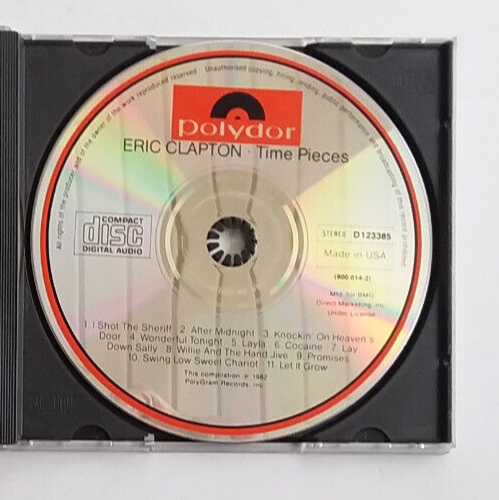 All rights of the producer and of the owner of the work reproduced reserved · Unauthorised copying, hiring, lending, public performance and broadcasting of this record prohibited
polydor
ERIC CLAPTON · Time Pieces
COMPACT
disc
DIGITAL AUDIO
STEREO D123385
Made in USA
(800 014-2)
Mfd. for BMG
Direct Marketing, Inc.
Under License
1 I Shot The Sheriff 2 After Midnight 3 Knockin' On Heaven's
Door 4 Wonderful Tonight 5 Layla 6 Cocaine 7 Lay
Down Sally 8 Willie And The Hand Jive 9 Promises
10 Swing Low Sweet Chariot 11 Let It Grow
This compilation ℗ 1982
PolyGram Records, Inc.